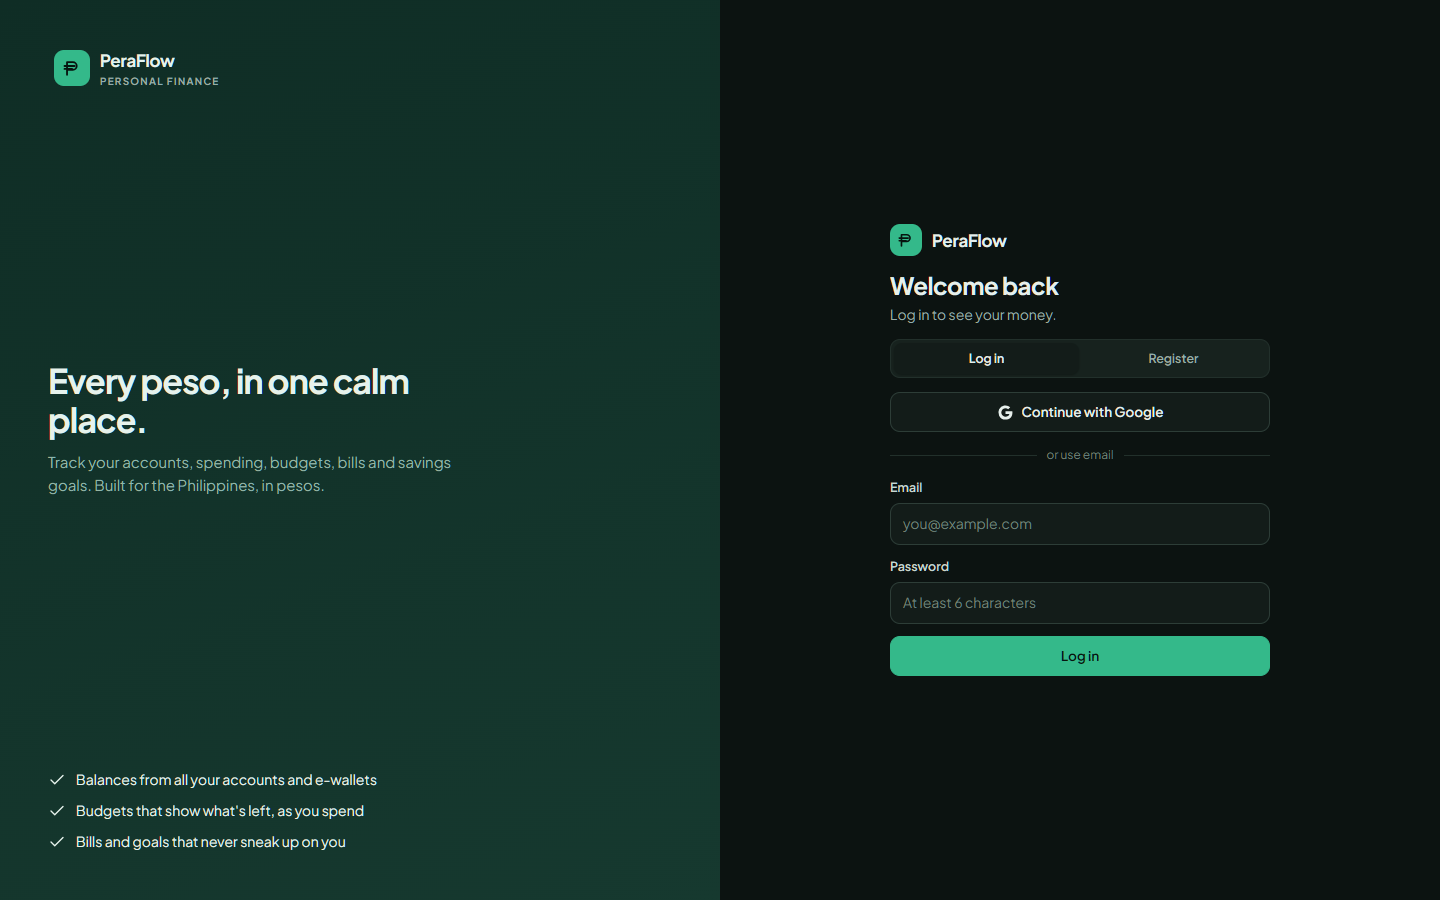 PeraFlow
PERSONAL FINANCE
Every peso, in one calm
place.
Track your accounts, spending, budgets, bills and savings
goals. Built for the Philippines, in pesos.
Balances from all your accounts and e-wallets
Budgets that show what's left, as you spend
Bills and goals that never sneak up on you
PeraFlow
Welcome back
Log in to see your money.
Log in
Register
Continue with Google
or use email
Email
you@example.com
Password
At least 6 characters
Log in